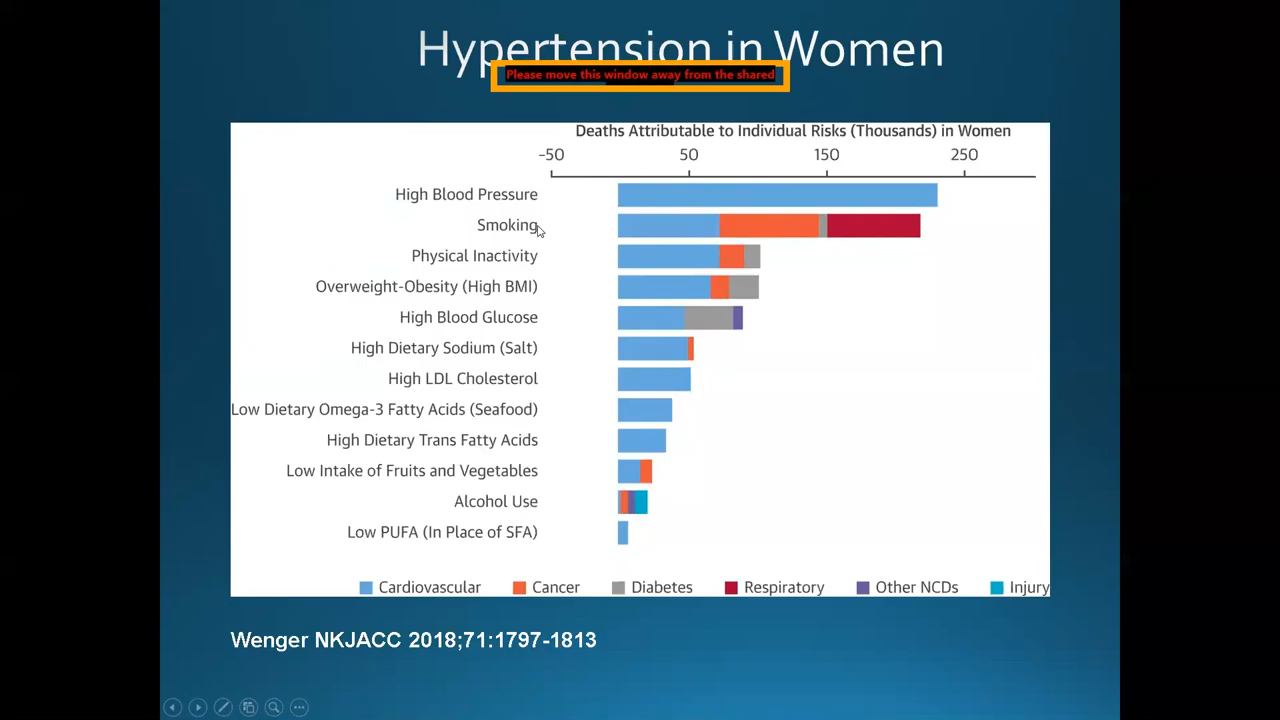 Hypertension in Women
Please move this window away from the shared
Deaths Attributable to Individual Risks (Thousands) in Women
-50 50 150 250
High Blood Pressure
Smoking
Physical Inactivity
Overweight-Obesity (High BMI)
High Blood Glucose
High Dietary Sodium (Salt)
High LDL Cholesterol
Low Dietary Omega-3 Fatty Acids (Seafood)
High Dietary Trans Fatty Acids
Low Intake of Fruits and Vegetables
Alcohol Use
Low PUFA (In Place of SFA)
Cardiovascular Cancer Diabetes Respiratory Other NCDs Injury
Wenger NKJACC 2018;71:1797-1813